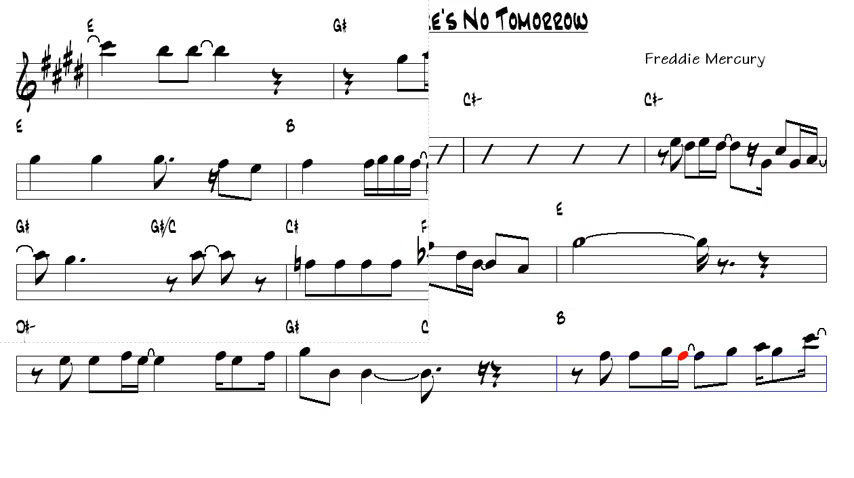 E's No Tomorrow
Freddie Mercury
E G#
C#- C#-
E B
G# G#/C C# F
E
D#- G# C
B